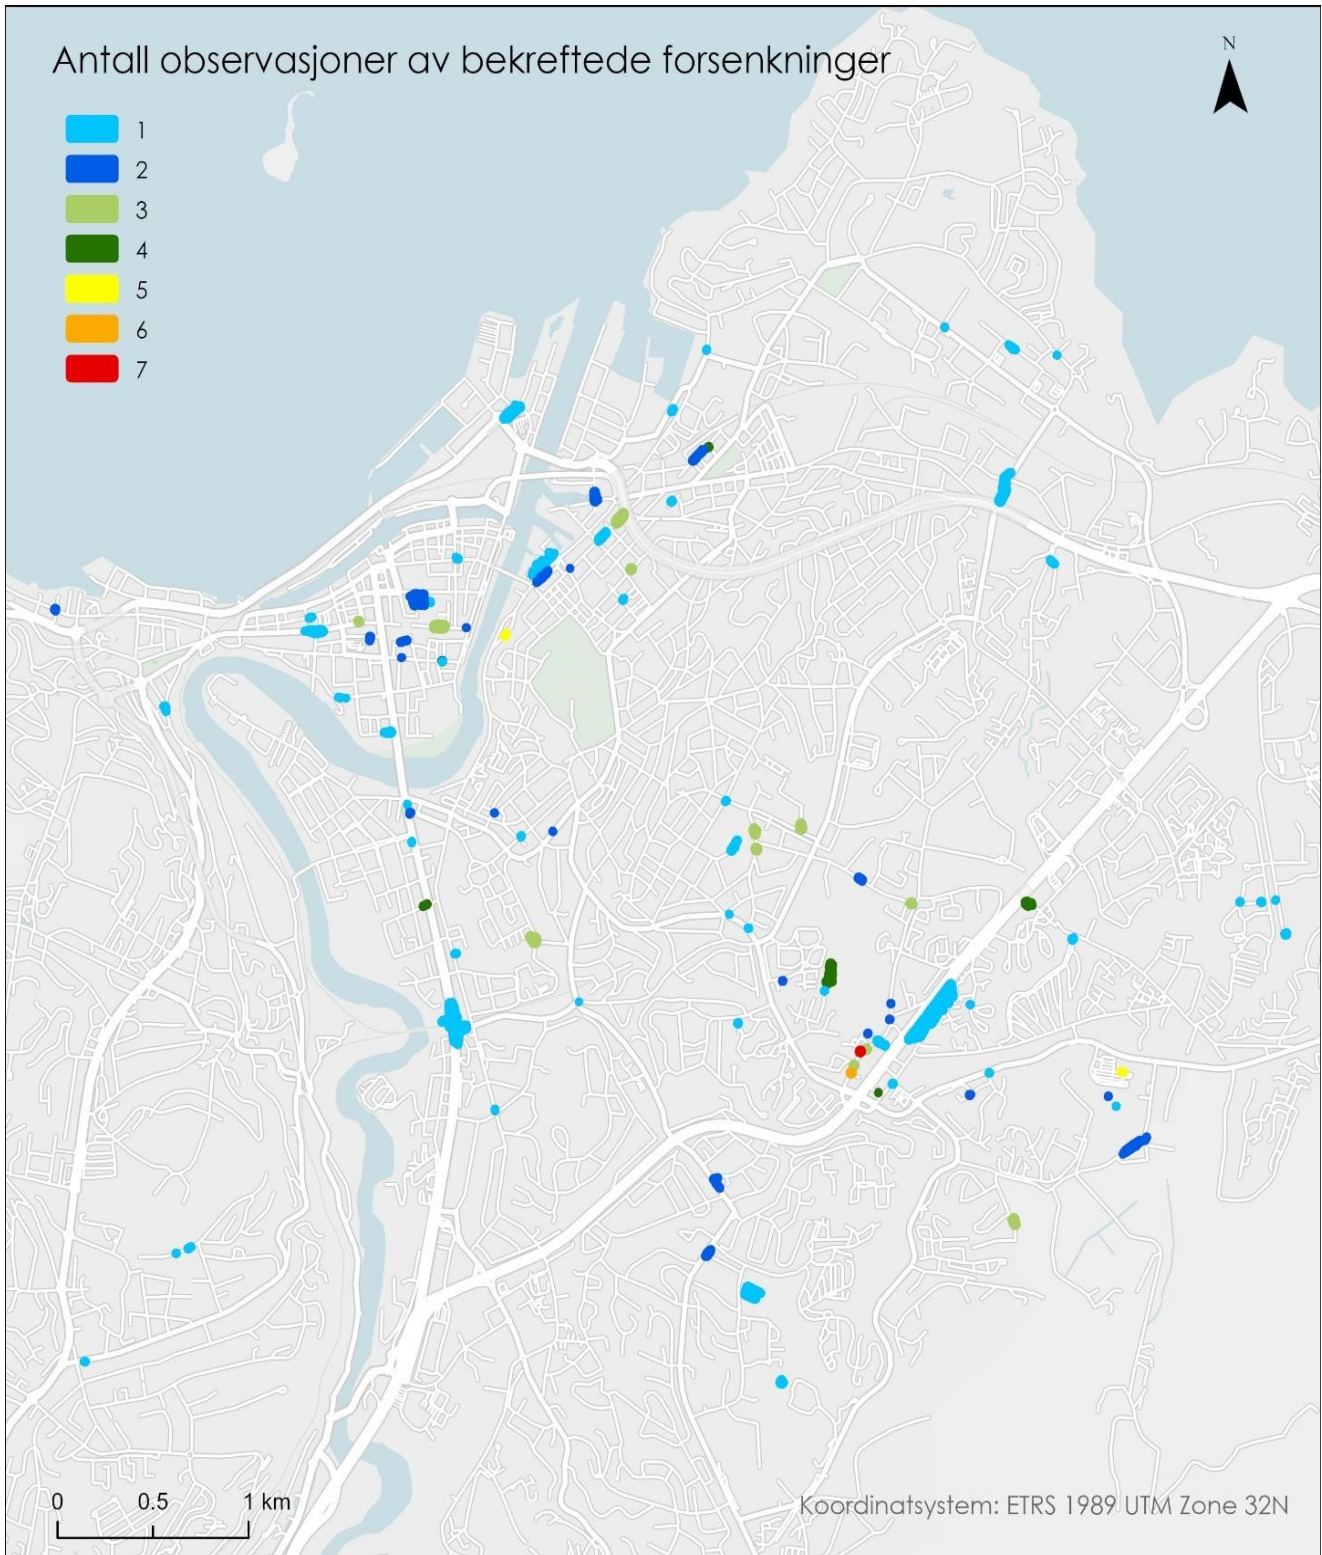 Antall observasjoner av bekreftede forsenkninger
N
1
2
3
4
5
6
7
0 0.5 1 km
Koordinatsystem: ETRS 1989 UTM Zone 32N